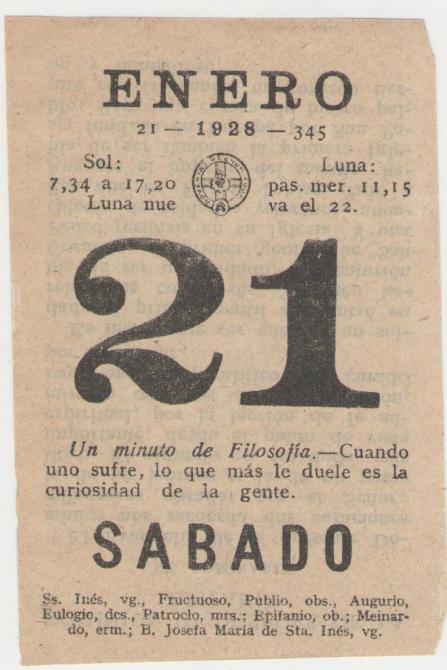 ENERO
21 — 1928 — 345
Sol:
7,34 a 17,20
Luna nue
Luna:
pas. mer. 11,15
va el 22.
21
Un minuto de Filosofía.—Cuando
uno sufre, lo que más le duele es la
curiosidad de la gente.
SABADO
Ss. Inés, vg., Fructuoso, Publio, obs., Augurio,
Eulogio, dcs., Patroclo, mrs.; Epifanio, ob.; Meinar-
do, erm.; B. Josefa María de Sta. Inés, vg.